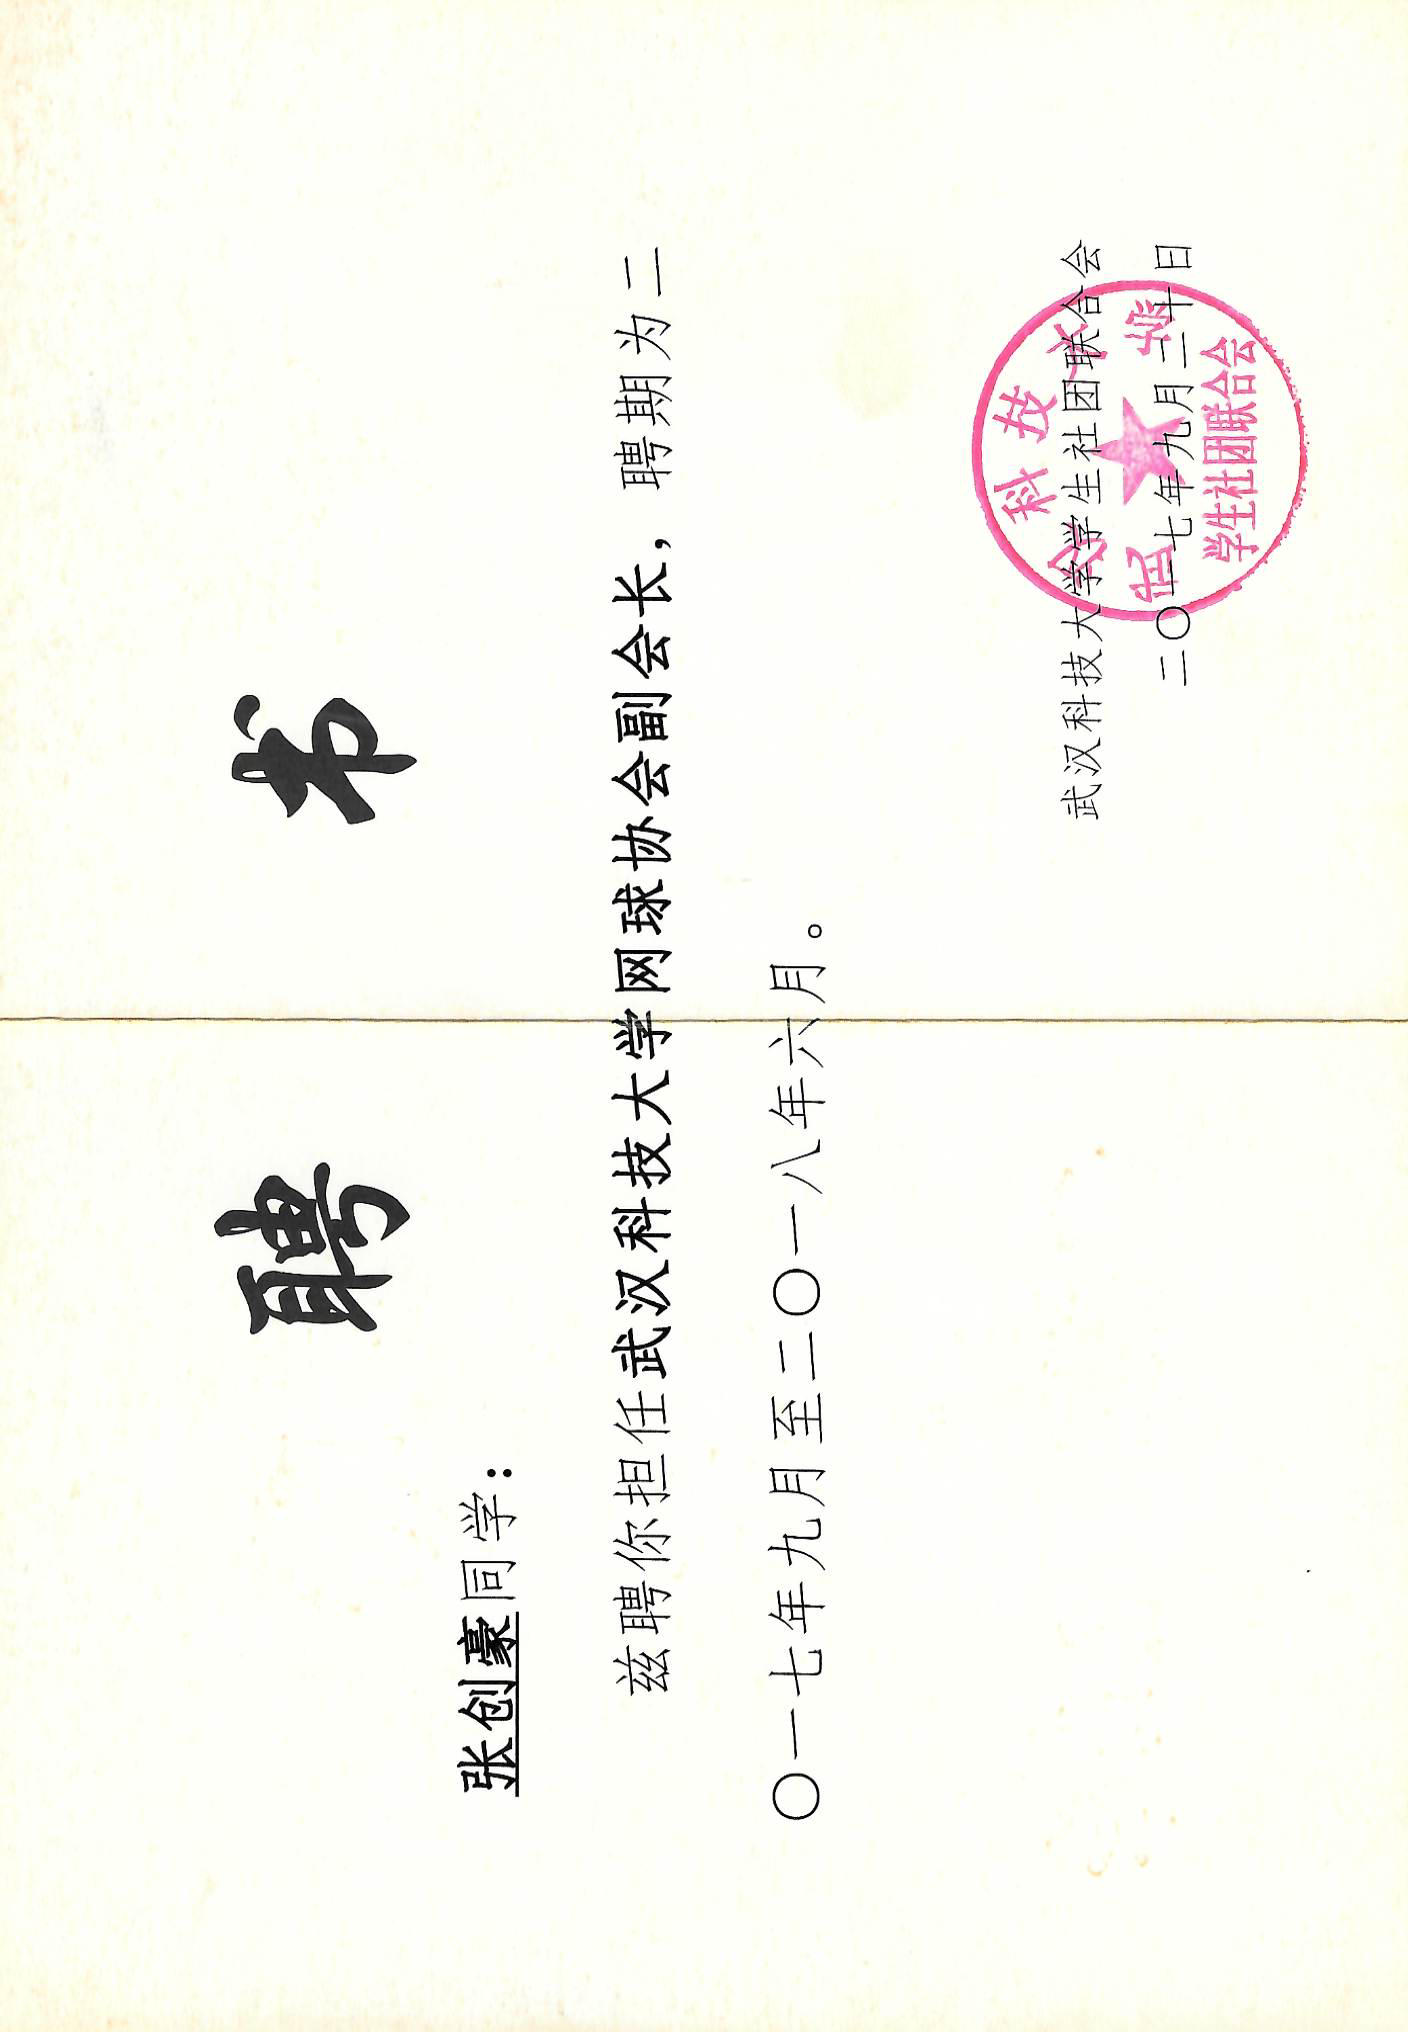 聘 书
张创豪同学：
兹聘你担任武汉科技大学网球协会副会长，聘期为二
〇一七年九月至二〇一八年六月。
武汉科技大学学生社团联合会
二〇一七年九月二十日
武汉科技大学
学生社团联合会